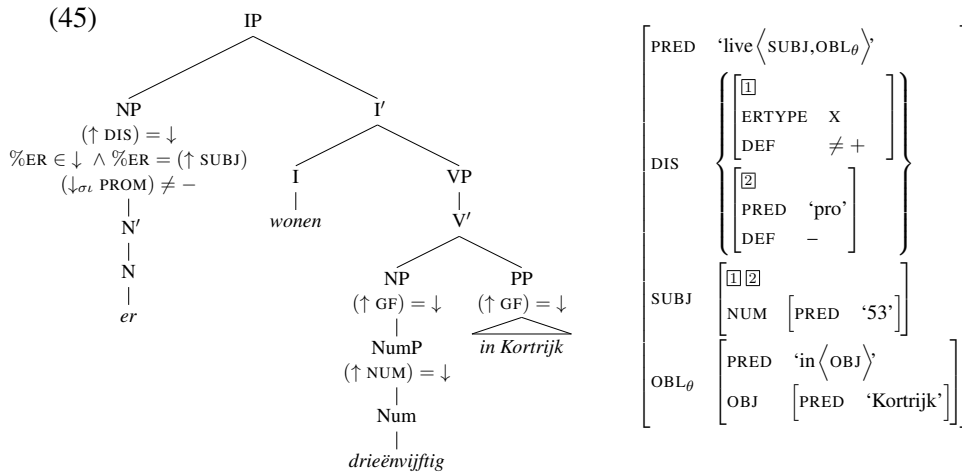 (45)
IP
NP
(↑ DIS) = ↓
%ER ∈ ↓ ∧ %ER = (↑ SUBJ)
(↓σι PROM) ≠ −
N′
N
er
I′
I
wonen
VP
V′
NP
(↑ GF) = ↓
NumP
(↑ NUM) = ↓
Num
drieënvijftig
PP
(↑ GF) = ↓
in Kortrijk
PRED ‘live⟨SUBJ,OBLθ⟩’
DIS
1
ERTYPE X
DEF ≠ +
2
PRED ‘pro’
DEF –
SUBJ
1 2
NUM [PRED ‘53’]
OBLθ
PRED ‘in⟨OBJ⟩’
OBJ [PRED ‘Kortrijk’]